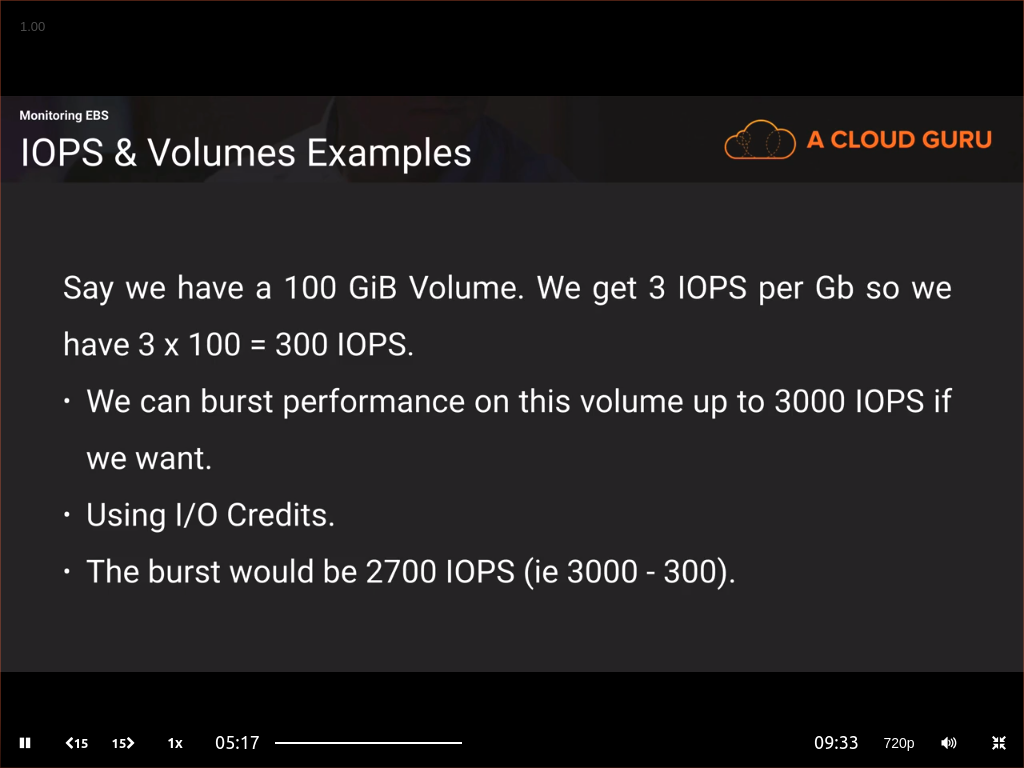 1.00
Monitoring EBS
IOPS & Volumes Examples
A CLOUD GURU
Say we have a 100 GiB Volume. We get 3 IOPS per Gb so we
have 3 x 100 = 300 IOPS.
• We can burst performance on this volume up to 3000 IOPS if
we want.
• Using I/O Credits.
• The burst would be 2700 IOPS (ie 3000 - 300).
15 15 1x 05:17 09:33 720p